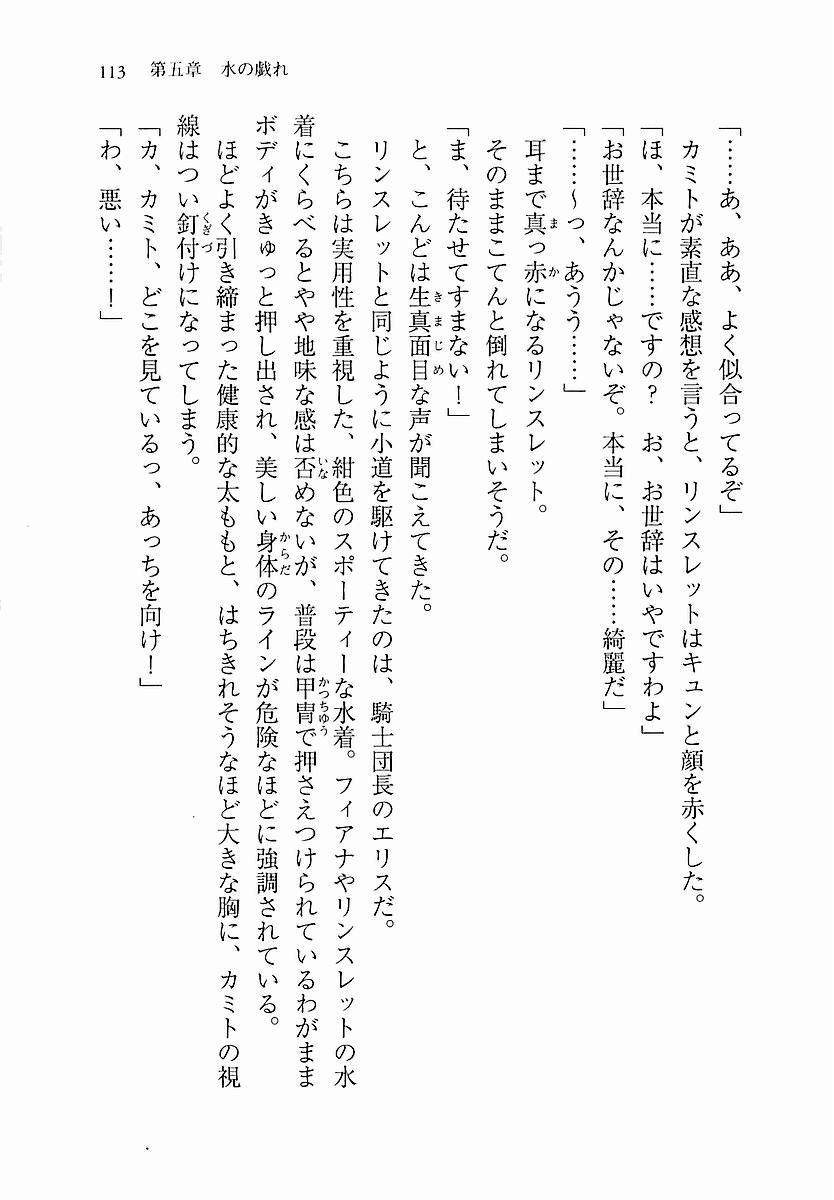 113　第五章　水の戯れ
「……あ、ああ、よく似合ってるぞ」
　カミトが素直な感想を言うと、リンスレットはキュンと顔を赤くした。
「ほ、本当に……ですの？　お、お世辞はいやですわよ」
「お世辞なんかじゃないぞ。本当に、その……綺麗だ」
「……～っ、あうう……」
　耳まで真っ赤になるリンスレット。
　そのままこてんと倒れてしまいそうだ。
「ま、待たせてすまない！」
　と、こんどは生真面目な声が聞こえてきた。
　リンスレットと同じように小道を駆けてきたのは、騎士団長のエリスだ。
　こちらは実用性を重視した、紺色のスポーティーな水着。フィアナやリンスレットの水
着にくらべるとやや地味な感は否めないが、普段は甲冑で押さえつけられているわがまま
ボディがきゅっと押し出され、美しい身体のラインが危険なほどに強調されている。
　ほどよく引き締まった健康的な太ももと、はちきれそうなほど大きな胸に、カミトの視
線はつい釘付けになってしまう。
「カ、カミト、どこを見ているっ、あっちを向け！」
「わ、悪い……！」